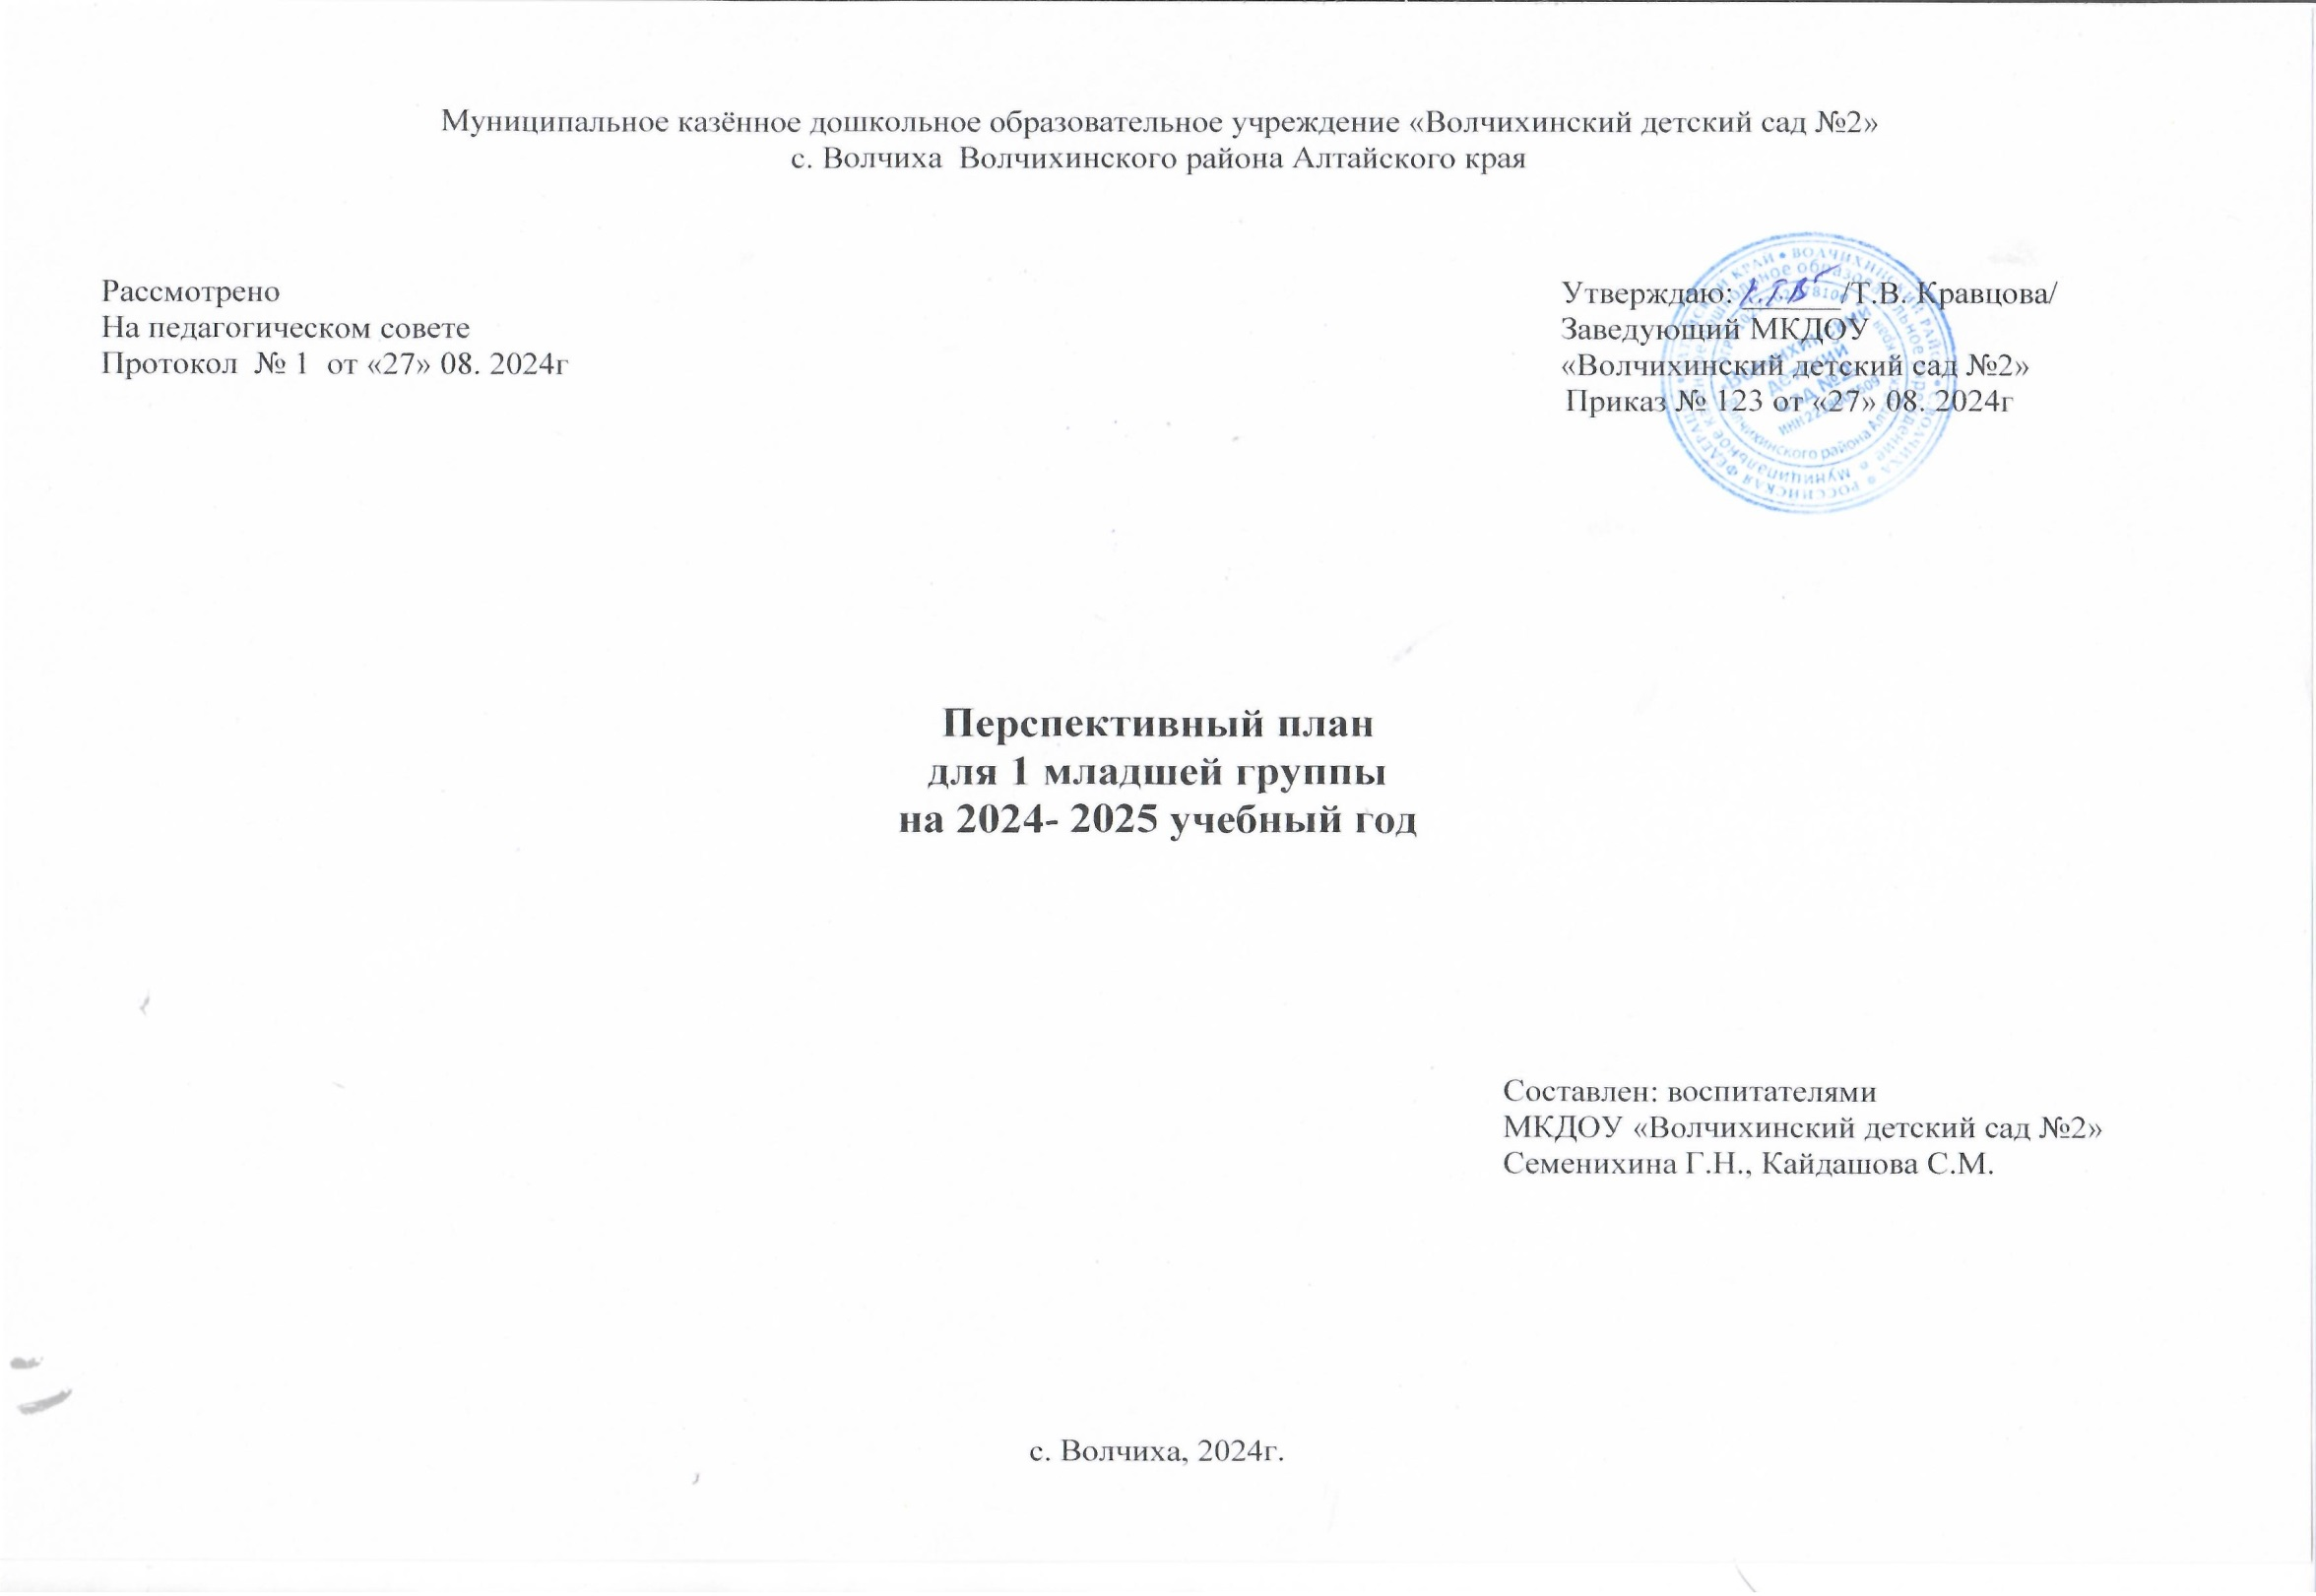 Муниципальное казённое дошкольное образовательное учреждение «Волчихинский детский сад №2»
с. Волчиха Волчихинского района Алтайского края
Рассмотрено
На педагогическом совете
Протокол № 1 от «27» 08. 2024г
Утверждаю: /Т.В. Кравцова/
Заведующий МКДОУ
«Волчихинский детский сад №2»
Приказ № 123 от «27» 08. 2024г
Перспективный план
для 1 младшей группы
на 2024- 2025 учебный год
Составлен: воспитателями
МКДОУ «Волчихинский детский сад №2»
Семенихина Г.Н., Кайдашова С.М.
с. Волчиха, 2024г.